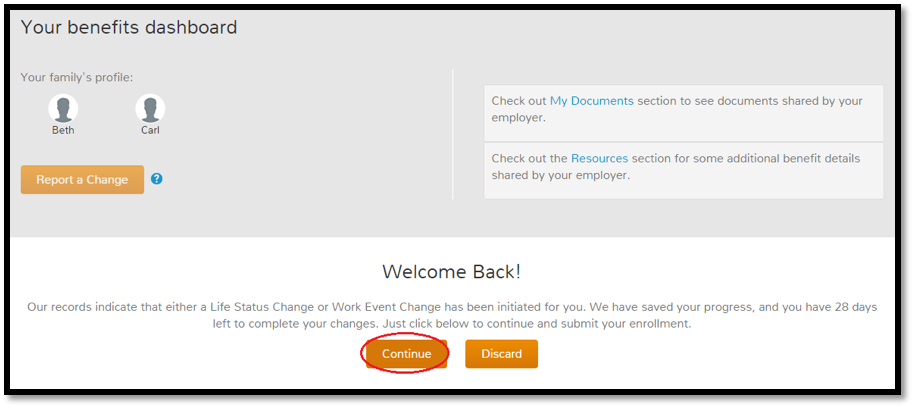 Your benefits dashboard
Your family's profile:
Beth
Carl
Report a Change
?
Check out My Documents section to see documents shared by your
employer.
Check out the Resources section for some additional benefit details
shared by your employer.
Welcome Back!
Our records indicate that either a Life Status Change or Work Event Change has been initiated for you. We have saved your progress, and you have 28 days
left to complete your changes. Just click below to continue and submit your enrollment.
Continue
Discard